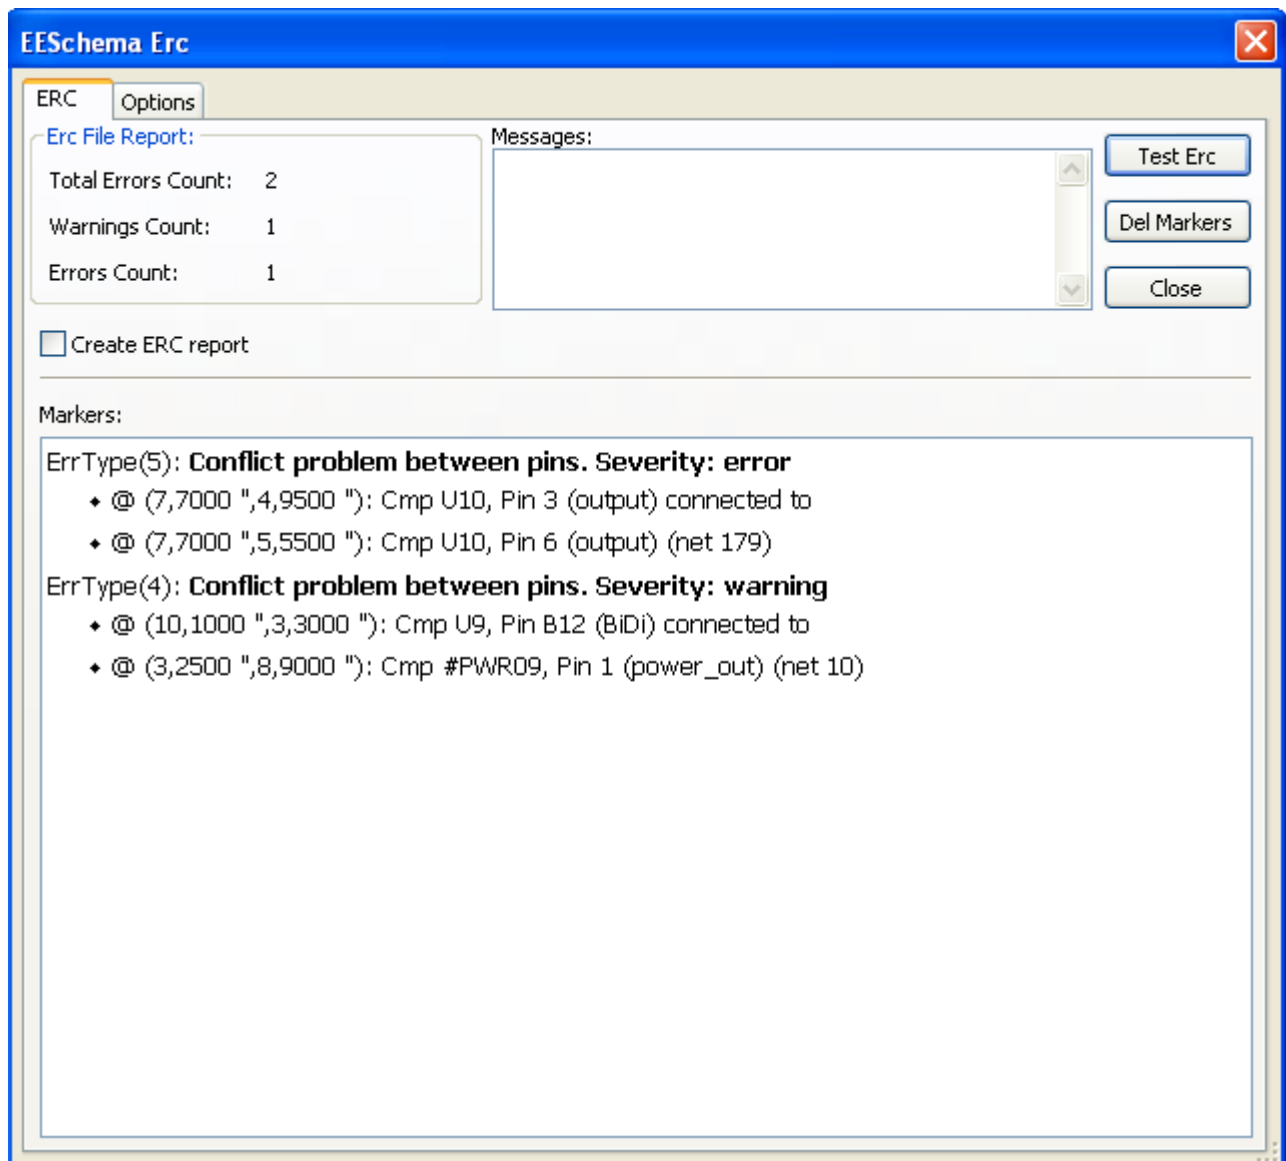 EESchema Erc
ERC
Options
Erc File Report:
Total Errors Count: 2
Warnings Count: 1
Errors Count: 1
Messages:
Test Erc
Del Markers
Close
Create ERC report
Markers:
ErrType(5): Conflict problem between pins. Severity: error
@ (7,7000 ",4,9500 "): Cmp U10, Pin 3 (output) connected to
@ (7,7000 ",5,5500 "): Cmp U10, Pin 6 (output) (net 179)
ErrType(4): Conflict problem between pins. Severity: warning
@ (10,1000 ",3,3000 "): Cmp U9, Pin B12 (BiDi) connected to
@ (3,2500 ",8,9000 "): Cmp #PWR09, Pin 1 (power_out) (net 10)